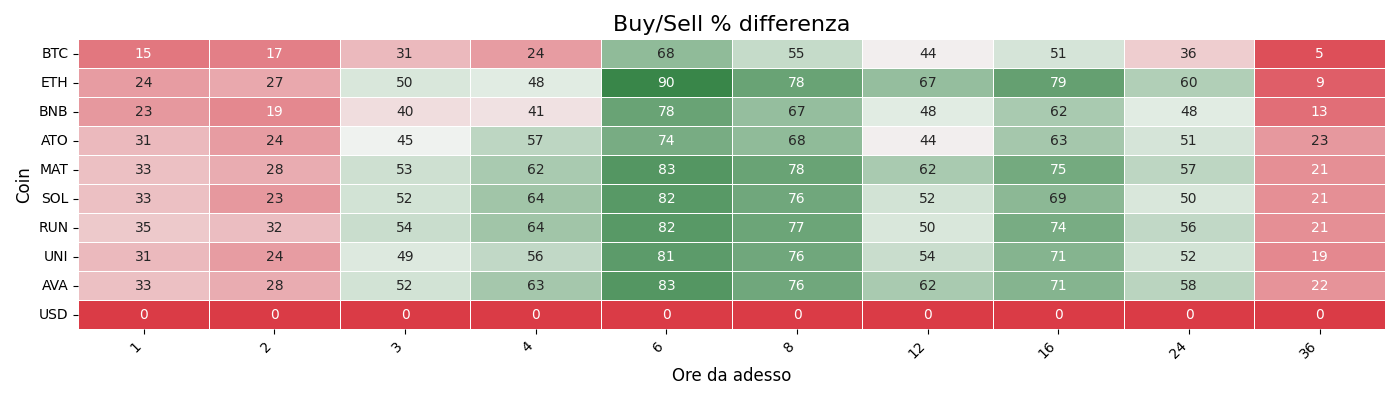 Buy/Sell % differenza
Coin
BTC 15 17 31 24 68 55 44 51 36 5
ETH 24 27 50 48 90 78 67 79 60 9
BNB 23 19 40 41 78 67 48 62 48 13
ATO 31 24 45 57 74 68 44 63 51 23
MAT 33 28 53 62 83 78 62 75 57 21
SOL 33 23 52 64 82 76 52 69 50 21
RUN 35 32 54 64 82 77 50 74 56 21
UNI 31 24 49 56 81 76 54 71 52 19
AVA 33 28 52 63 83 76 62 71 58 22
USD 0 0 0 0 0 0 0 0 0 0
1 2 3 4 6 8 12 16 24 36
Ore da adesso